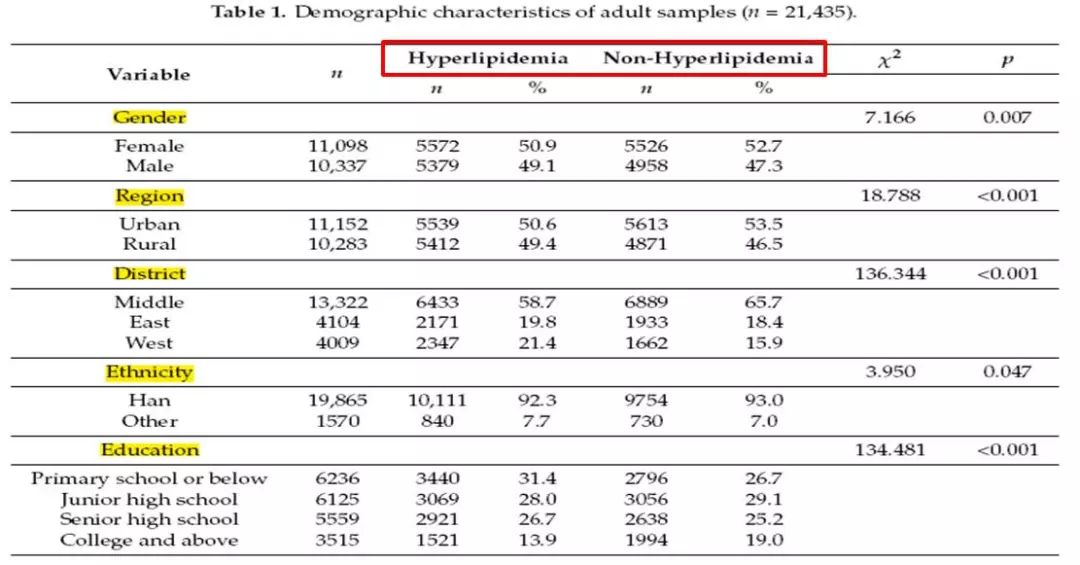 Table 1. Demographic characteristics of adult samples (n = 21,435).
Variable n Hyperlipidemia Non-Hyperlipidemia χ² p
n % n %
Gender 7.166 0.007
Female 11,098 5572 50.9 5526 52.7
Male 10,337 5379 49.1 4958 47.3
Region 18.788 <0.001
Urban 11,152 5539 50.6 5613 53.5
Rural 10,283 5412 49.4 4871 46.5
District 136.344 <0.001
Middle 13,322 6433 58.7 6889 65.7
East 4104 2171 19.8 1933 18.4
West 4009 2347 21.4 1662 15.9
Ethnicity 3.950 0.047
Han 19,865 10,111 92.3 9754 93.0
Other 1570 840 7.7 730 7.0
Education 134.481 <0.001
Primary school or below 6236 3440 31.4 2796 26.7
Junior high school 6125 3069 28.0 3056 29.1
Senior high school 5559 2921 26.7 2638 25.2
College and above 3515 1521 13.9 1994 19.0